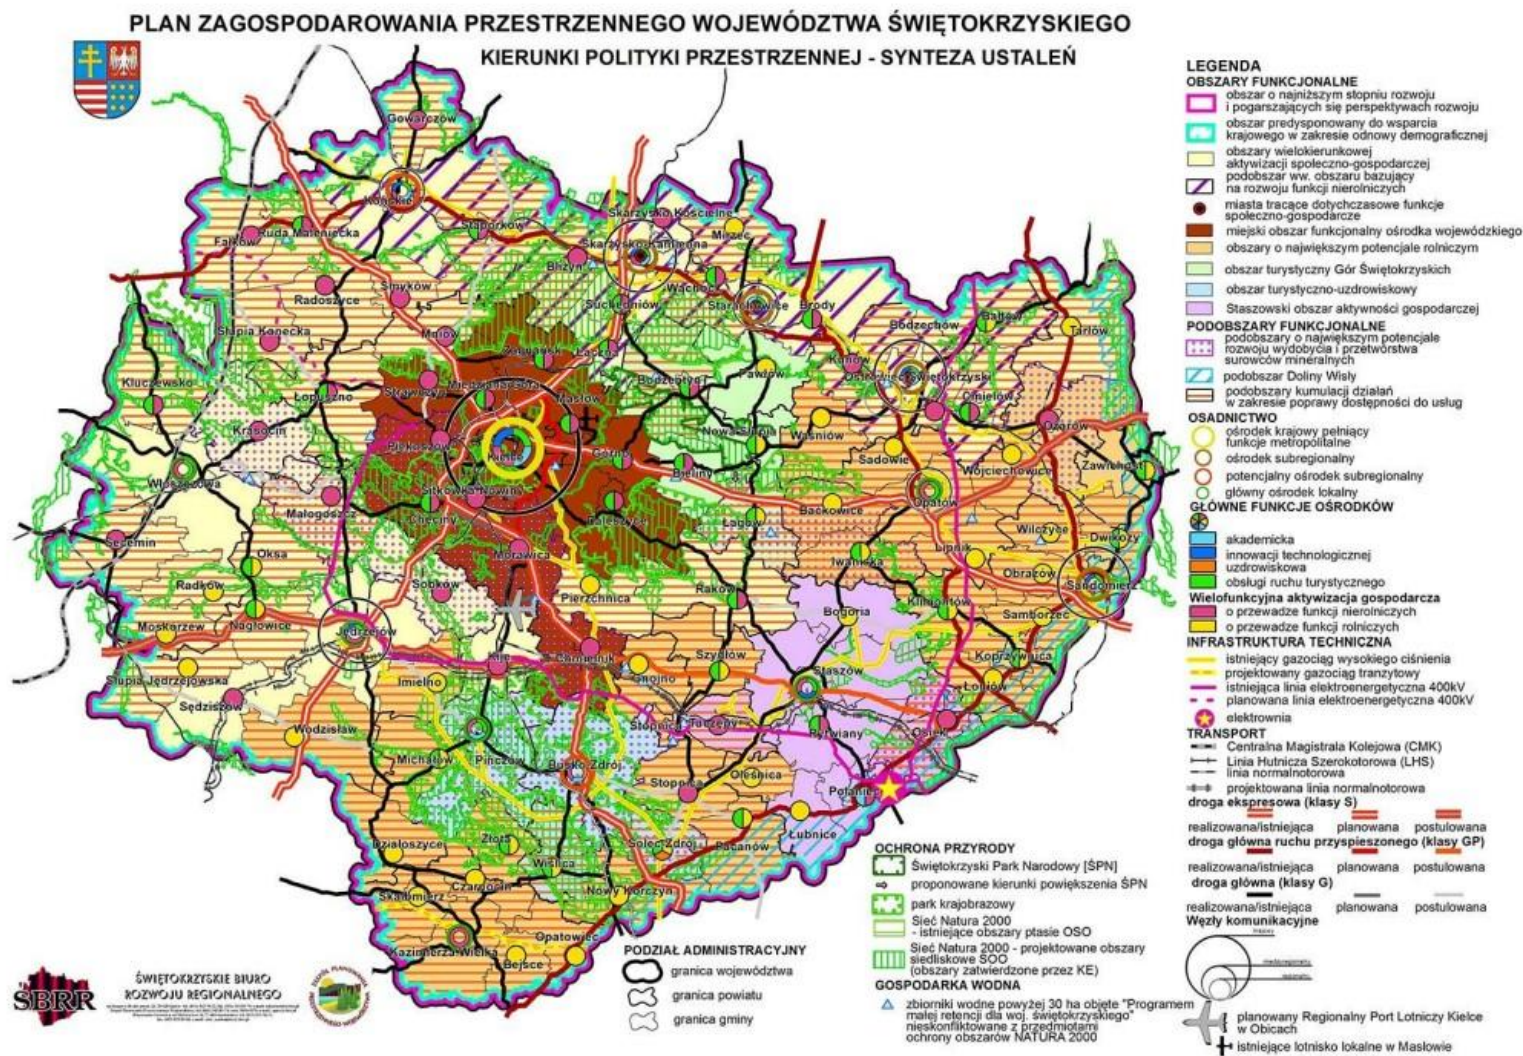 PLAN ZAGOSPODAROWANIA PRZESTRZENNEGO WOJEWÓDZTWA ŚWIĘTOKRZYSKIEGO
KIERUNKI POLITYKI PRZESTRZENNEJ - SYNTEZA USTALEŃ
LEGENDA
OBSZARY FUNKCJONALNE
obszar o najniższym stopniu rozwoju
i pogarszających się perspektywach rozwoju
obszar predysponowany do wsparcia
krajowego w zakresie odnowy demograficznej
obszary wielokierunkowej
aktywizacji społeczno-gospodarczej
podobszar ww. obszaru bazujący
na rozwoju funkcji nierolniczych
miasta tracące dotychczasowe funkcje
społeczno-gospodarcze
miejski obszar funkcjonalny ośrodka wojewódzkiego
obszary o największym potencjale rolniczym
obszar turystyczny Gór Świętokrzyskich
obszar turystyczno-uzdrowiskowy
Staszowski obszar aktywności gospodarczej
PODOBSZARY FUNKCJONALNE
podobszary o największym potencjale
rozwoju wydobycia i przetwórstwa
surowców mineralnych
podobszar Doliny Wisły
podobszary kumulacji działań
w zakresie poprawy dostępności do usług
OSADNICTWO
ośrodek krajowy pełniący
funkcje metropolitalne
ośrodek subregionalny
potencjalny ośrodek subregionalny
główny ośrodek lokalny
GŁÓWNE FUNKCJE OŚRODKÓW
akademicka
innowacji technologicznej
uzdrowiskowa
obsługi ruchu turystycznego
Wielofunkcyjna aktywizacja gospodarcza
o przewadze funkcji nierolniczych
o przewadze funkcji rolniczych
INFRASTRUKTURA TECHNICZNA
istniejący gazociąg wysokiego ciśnienia
projektowany gazociąg tranzytowy
istniejąca linia elektroenergetyczna 400kV
planowana linia elektroenergetyczna 400kV
elektrownia
TRANSPORT
Centralna Magistrala Kolejowa (CMK)
Linia Hutnicza Szerokotorowa (LHS)
linia normalnotorowa
projektowana linia normalnotorowa
droga ekspresowa (klasy S)
realizowana/istniejąca planowana postulowana
droga główna ruchu przyspieszonego (klasy GP)
realizowana/istniejąca planowana postulowana
droga główna (klasy G)
realizowana/istniejąca planowana postulowana
Węzły komunikacyjne
planowany Regionalny Port Lotniczy Kielce
w Obicach
istniejące lotnisko lokalne w Masłowie
OCHRONA PRZYRODY
Świętokrzyski Park Narodowy [ŚPN]
proponowane kierunki powiększenia ŚPN
park krajobrazowy
Sieć Natura 2000
- istniejące obszary ptasie OSO
Sieć Natura 2000 - projektowane obszary
siedliskowe SOO
(obszary zatwierdzone przez KE)
GOSPODARKA WODNA
zbiorniki wodne powyżej 30 ha objęte "Programem
małej retencji dla woj. świętokrzyskiego"
nieskonfliktowane z przedmiotami
ochrony obszarów NATURA 2000
PODZIAŁ ADMINISTRACYJNY
granica województwa
granica powiatu
granica gminy
SBRR
ŚWIĘTOKRZYSKIE BIURO
ROZWOJU REGIONALNEGO
Gowarczów
Końskie
Fałków
Ruda Maleniecka
Stąporków
Skarżysko Kościelne
Skarżysko-Kamienna
Mirzec
Bliżyn
Wąchock
Radoszyce
Smyków
Suchedniów
Starachowice
Brody
Bodzechów
Bałtów
Tarłów
Słupia Konecka
Mniów
Zagnańsk
Łączna
Kunów
Ostrowiec Świętokrzyski
Kluczewsko
Łopuszno
Strawczyn
Miedziana Góra
Masłów
Bodzentyn
Pawłów
Ćmielów
Ożarów
Krasocin
Piekoszów
Kielce
Górno
Nowa Słupia
Waśniów
Sadowie
Wojciechowice
Zawichost
Włoszczowa
Małogoszcz
Sitkówka-Nowiny
Chęciny
Bieliny
Daleszyce
Łagów
Baćkowice
Opatów
Wilczyce
Dwikozy
Secemin
Oksa
Morawica
Lipnik
Iwaniska
Obrazów
Sandomierz
Radków
Sobków
Pierzchnica
Raków
Bogoria
Klimontów
Samborzec
Moskorzew
Nagłowice
Jędrzejów
Kije
Chmielnik
Szydłów
Staszów
Koprzywnica
Słupia Jędrzejowska
Sędziszów
Imielno
Gnojno
Łoniów
Wodzisław
Pińczów
Stopnica
Tuczępy
Rytwiany
Osiek
Michałów
Busko Zdrój
Stopnica
Oleśnica
Połaniec
Łubnice
Działoszyce
Złota
Wiślica
Solec Zdrój
Pacanów
Skalbmierz
Czarnocin
Nowy Korczyn
Kazimierza Wielka
Opatowiec
Bejsce